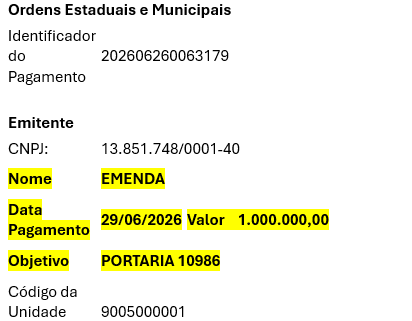 Ordens Estaduais e Municipais
Identificador
do 202606260063179
Pagamento
Emitente
CNPJ: 13.851.748/0001-40
Nome EMENDA
Data
Pagamento 29/06/2026 Valor 1.000.000,00
Objetivo PORTARIA 10986
Código da
Unidade 9005000001